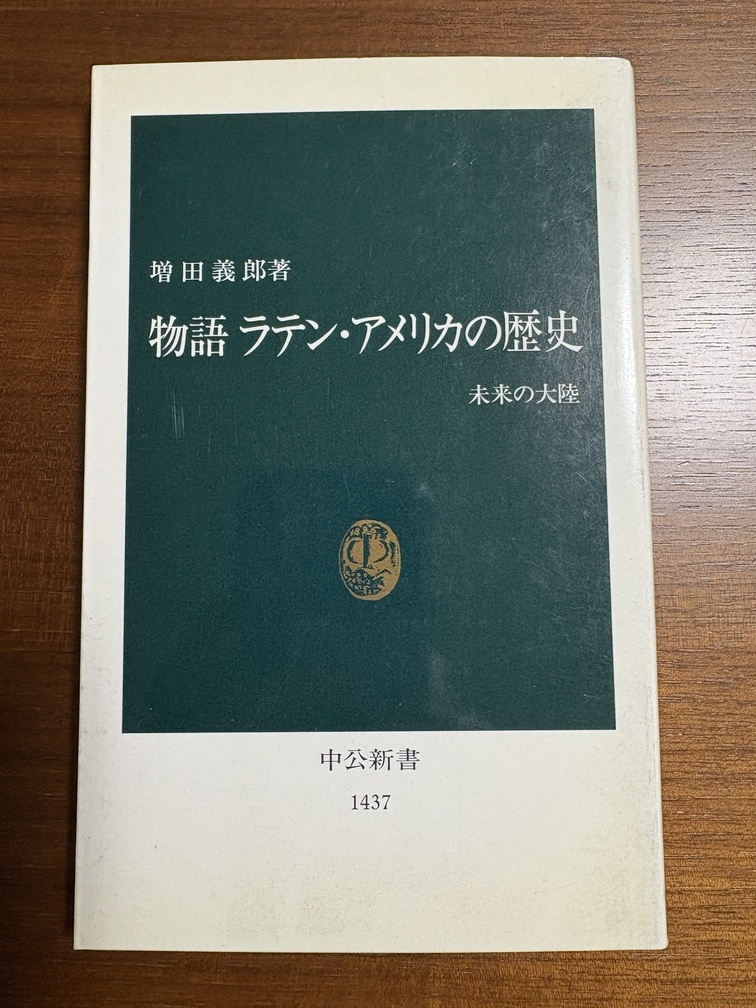 増田義郎著
物語 ラテン・アメリカの歴史
未来の大陸
中公新書
1437